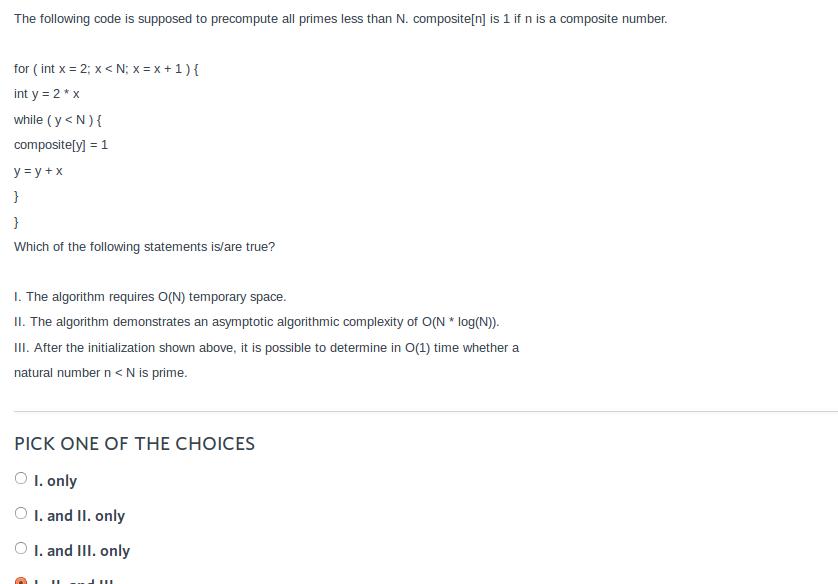 The following code is supposed to precompute all primes less than N. composite[n] is 1 if n is a composite number.
for ( int x = 2; x < N; x = x + 1 ) {
int y = 2 * x
while ( y < N ) {
composite[y] = 1
y = y + x
}
}
Which of the following statements is/are true?
I. The algorithm requires O(N) temporary space.
II. The algorithm demonstrates an asymptotic algorithmic complexity of O(N * log(N)).
III. After the initialization shown above, it is possible to determine in O(1) time whether a
natural number n < N is prime.
PICK ONE OF THE CHOICES
I. only
I. and II. only
I. and III. only
I., II. and III.